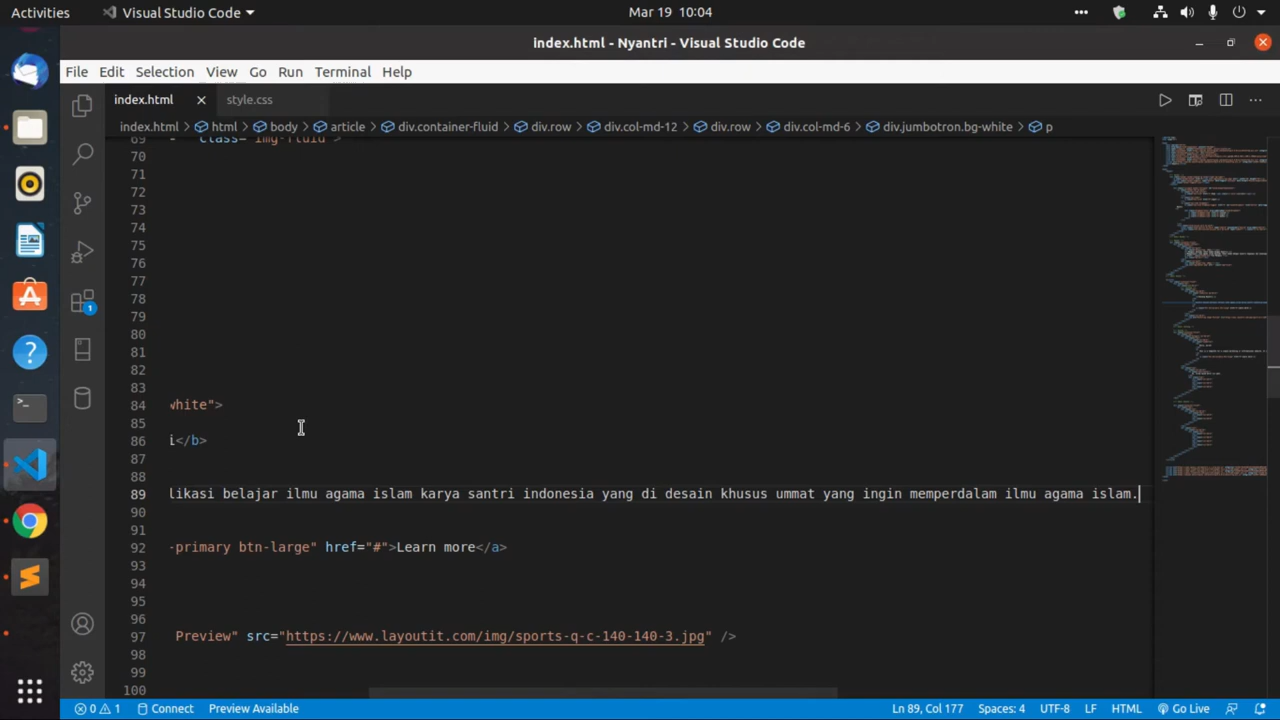 Activities
Visual Studio Code
Mar 19 10:04
index.html - Nyantri - Visual Studio Code
File Edit Selection View Go Run Terminal Help
index.html
style.css
index.html > html > body > article > div.container-fluid > div.row > div.col-md-12 > div.row > div.col-md-6 > div.jumbotron.bg-white > p
69 class="img-fluid">
70
71
72
73
74
75
76
77
78
79
80
81
82
83
84 white">
85
86 i</b>
87
88
89 likasi belajar ilmu agama islam karya santri indonesia yang di desain khusus ummat yang ingin memperdalam ilmu agama islam.
90
91
92 -primary btn-large" href="#">Learn more</a>
93
94
95
96
97 Preview" src="https://www.layoutit.com/img/sports-q-c-140-140-3.jpg" />
98
99
100
1
0 1 Connect Preview Available Ln 89, Col 177 Spaces: 4 UTF-8 LF HTML Go Live